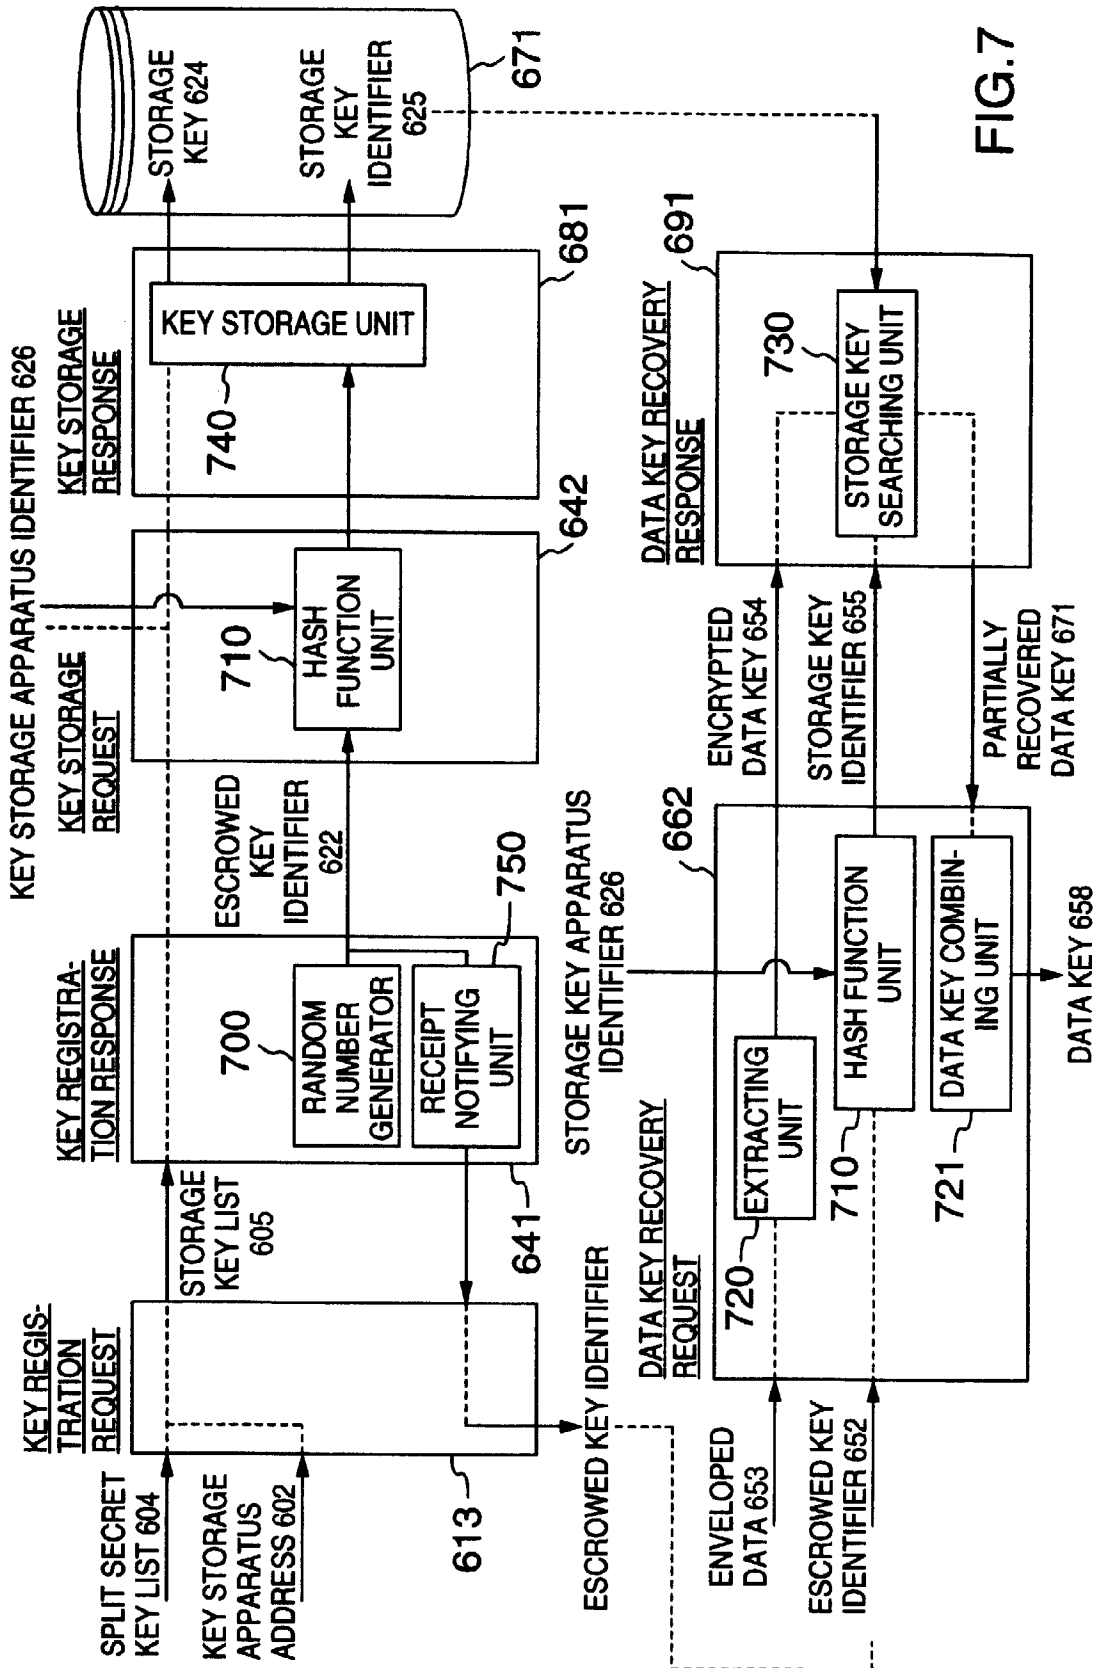 KEY REGIS-
TRATION
REQUEST
SPLIT SECRET
KEY LIST 604
KEY STORAGE
APPARATUS
ADDRESS 602
613
STORAGE
KEY LIST
605
KEY REGISTRA-
TION RESPONSE
700
RANDOM
NUMBER
GENERATOR
RECEIPT
NOTIFYING
UNIT
750
641
ESCROWED
KEY
IDENTIFIER
622
KEY STORAGE APPARATUS IDENTIFIER 626
KEY STORAGE
REQUEST
710
HASH
FUNCTION
UNIT
642
KEY STORAGE
RESPONSE
740
KEY STORAGE UNIT
681
STORAGE
KEY 624
STORAGE
KEY
IDENTIFIER
625
671
ESCROWED KEY IDENTIFIER
DATA KEY RECOVERY
REQUEST
STORAGE KEY APPARATUS
IDENTIFIER 626
662
ENVELOPED
DATA 653
ESCROWED KEY
IDENTIFIER 652
720
EXTRACTING
UNIT
710
HASH FUNCTION
UNIT
721
DATA KEY COMBIN-
ING UNIT
DATA KEY 658
ENCRYPTED
DATA KEY 654
STORAGE KEY
IDENTIFIER 655
PARTIALLY
RECOVERED
DATA KEY 671
DATA KEY RECOVERY
RESPONSE
691
730
STORAGE KEY
SEARCHING UNIT
FIG.7